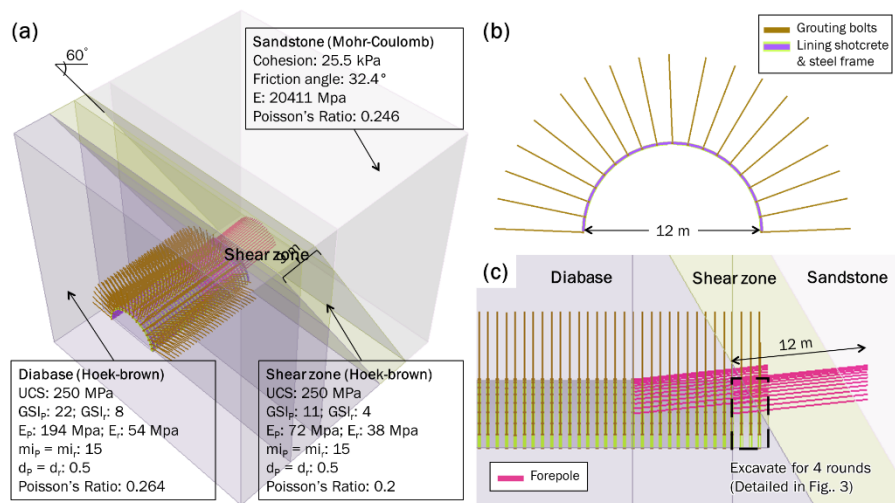 (a)
60°
Sandstone (Mohr-Coulomb)
Cohesion: 25.5 kPa
Friction angle: 32.4°
E: 20411 Mpa
Poisson's Ratio: 0.246
Shear zone
9 m
Diabase (Hoek-brown)
UCS: 250 MPa
GSIₚ: 22; GSIᵣ: 8
Eₚ: 194 Mpa; Eᵣ: 54 Mpa
miₚ = miᵣ: 15
dₚ = dᵣ: 0.5
Poisson's Ratio: 0.264
Shear zone (Hoek-brown)
UCS: 250 MPa
GSIₚ: 11; GSIᵣ: 4
Eₚ: 72 Mpa; Eᵣ: 38 Mpa
miₚ = miᵣ: 15
dₚ = dᵣ: 0.5
Poisson's Ratio: 0.2
(b)
Grouting bolts
Lining shotcrete
& steel frame
12 m
(c)
Diabase
Shear zone
Sandstone
12 m
Forepole
Excavate for 4 rounds
(Detailed in Fig.. 3)